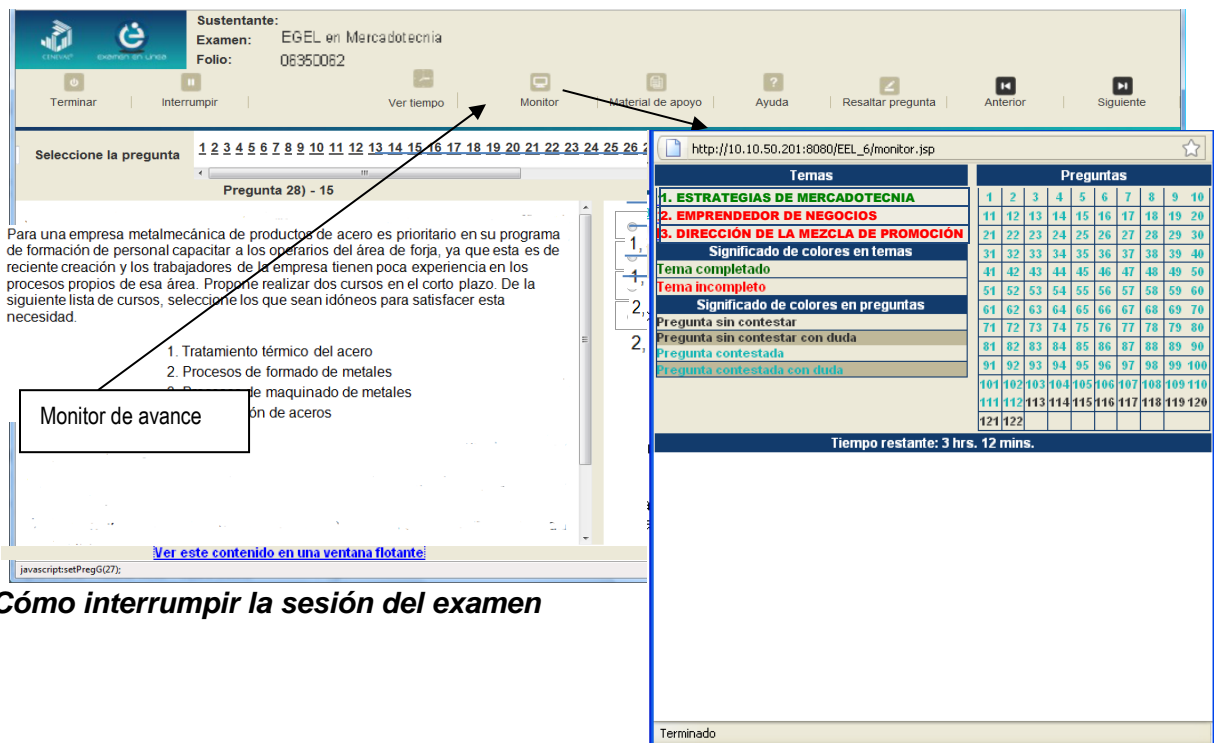 Sustentante:
Examen: EGEL en Mercadotecnia
Folio: 06350062
CENEVAL® examen en línea
Terminar Interrumpir Ver tiempo Monitor Material de apoyo Ayuda Resaltar pregunta Anterior Siguiente
Seleccione la pregunta 1 2 3 4 5 6 7 8 9 10 11 12 13 14 15 16 17 18 19 20 21 22 23 24 25 26 2
Pregunta 28) - 15
Para una empresa metalmecánica de productos de acero es prioritario en su programa
de formación de personal capacitar a los operarios del área de forja, ya que esta es de
reciente creación y los trabajadores de la empresa tienen poca experiencia en los
procesos propios de esa área. Propone realizar dos cursos en el corto plazo. De la
siguiente lista de cursos, seleccione los que sean idóneos para satisfacer esta
necesidad.
1. Tratamiento térmico del acero
2. Procesos de formado de metales
de maquinado de metales
ón de aceros
1,
1,
2,
2,
Monitor de avance
Ver este contenido en una ventana flotante
javascript:setPregG(27);
Cómo interrumpir la sesión del examen
http://10.10.50.201:8080/EEL_6/monitor.jsp
Temas
1. ESTRATEGIAS DE MERCADOTECNIA
2. EMPRENDEDOR DE NEGOCIOS
3. DIRECCIÓN DE LA MEZCLA DE PROMOCIÓN
Significado de colores en temas
Tema completado
Tema incompleto
Significado de colores en preguntas
Pregunta sin contestar
Pregunta sin contestar con duda
Pregunta contestada
Pregunta contestada con duda
Preguntas
1 2 3 4 5 6 7 8 9 10
11 12 13 14 15 16 17 18 19 20
21 22 23 24 25 26 27 28 29 30
31 32 33 34 35 36 37 38 39 40
41 42 43 44 45 46 47 48 49 50
51 52 53 54 55 56 57 58 59 60
61 62 63 64 65 66 67 68 69 70
71 72 73 74 75 76 77 78 79 80
81 82 83 84 85 86 87 88 89 90
91 92 93 94 95 96 97 98 99 100
101 102 103 104 105 106 107 108 109 110
111 112 113 114 115 116 117 118 119 120
121 122
Tiempo restante: 3 hrs. 12 mins.
Terminado